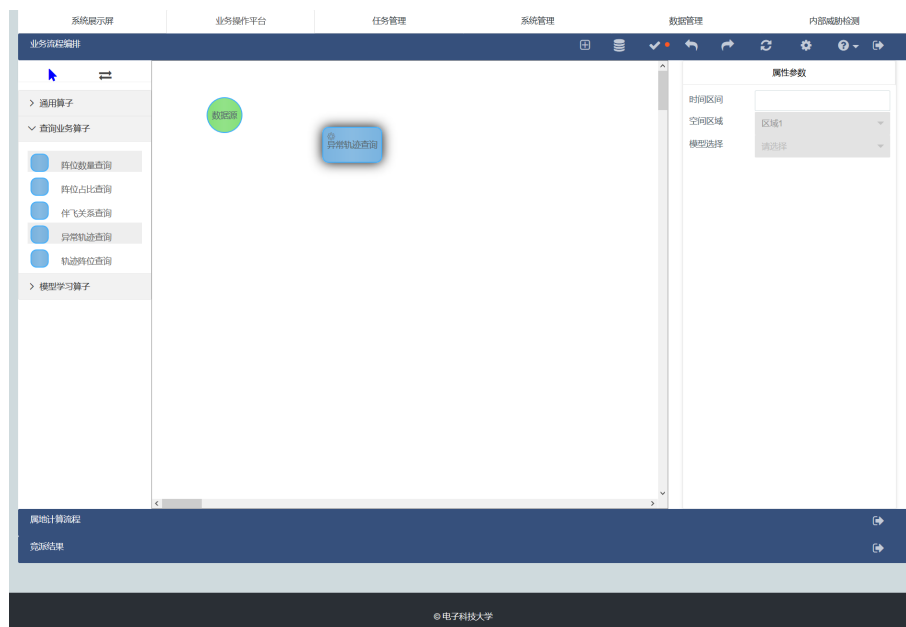 系统展示屏 业务操作平台 任务管理 系统管理 数据管理 内部威胁检测
业务流程编排
属性参数
通用算子
查询业务算子
阵位数量查询
阵位占比查询
伴飞关系查询
异常轨迹查询
轨迹阵位查询
模型学习算子
数据源
异常轨迹查询
时间区间
空间区域 区域1
模型选择 请选择
属地计算流程
竞派结果
©电子科技大学